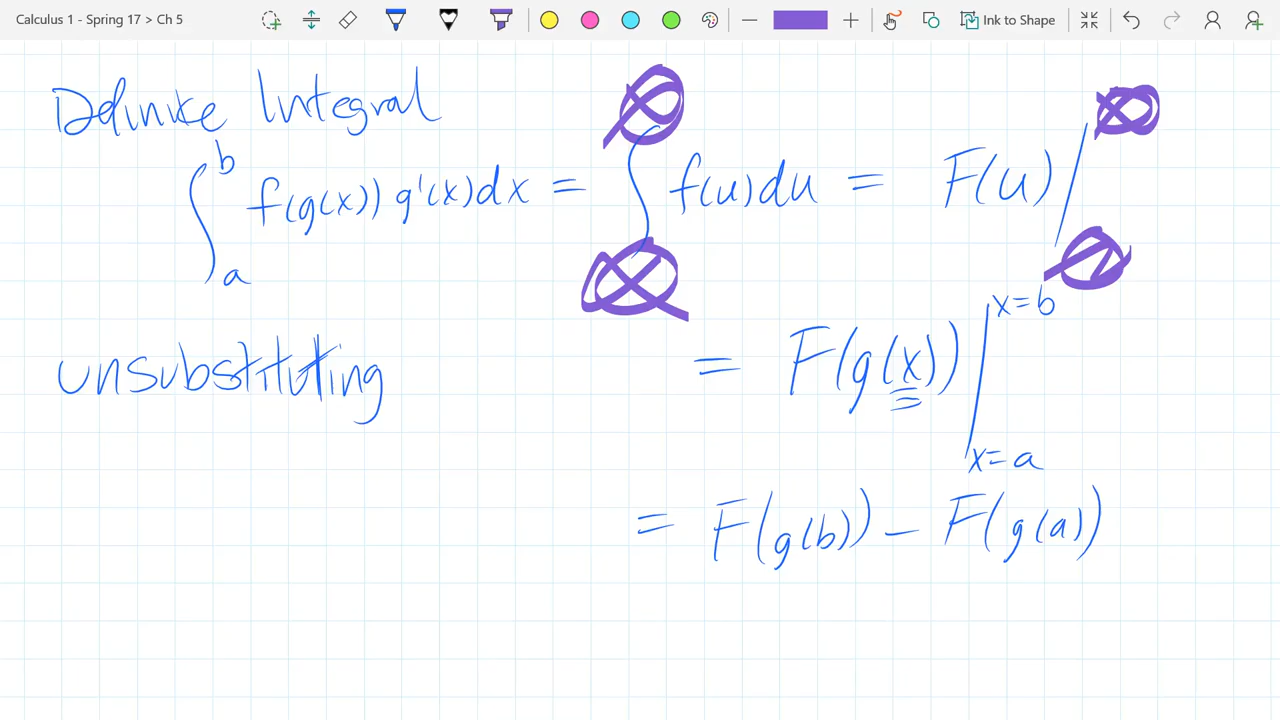 Calculus 1 - Spring 17 > Ch 5
Ink to Shape
Definite Integral
∫_a^b f(g(x)) g'(x)dx = ∫ f(u)du = F(u)|
unsubstituting
= F(g(x))|_{x=a}^{x=b}
= F(g(b)) - F(g(a))